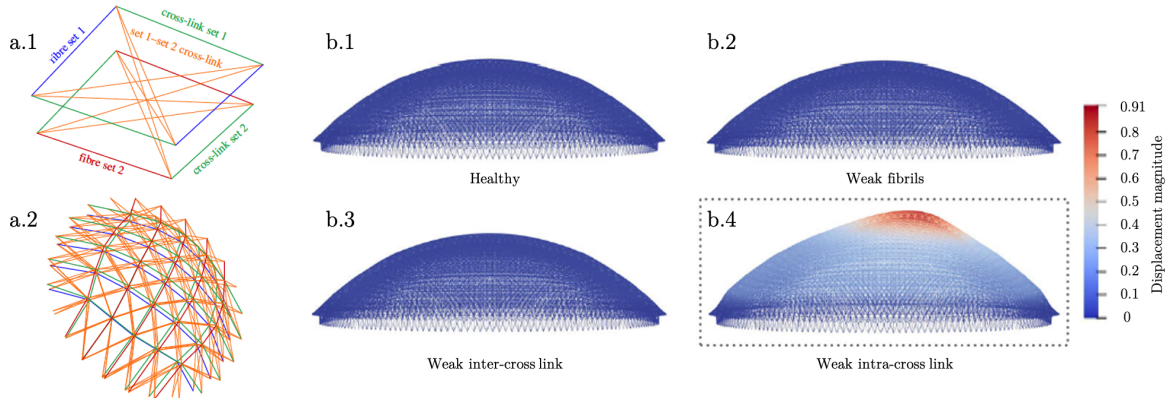 a.1
fibre set 1
cross-link set 1
set 1–set 2 cross-link
fibre set 2
cross-link set 2
a.2
b.1
Healthy
b.2
Weak fibrils
b.3
Weak inter-cross link
b.4
Weak intra-cross link
0.91
0.8
0.7
0.6
0.5
0.4
0.3
0.2
0.1
0
Displacement magnitude